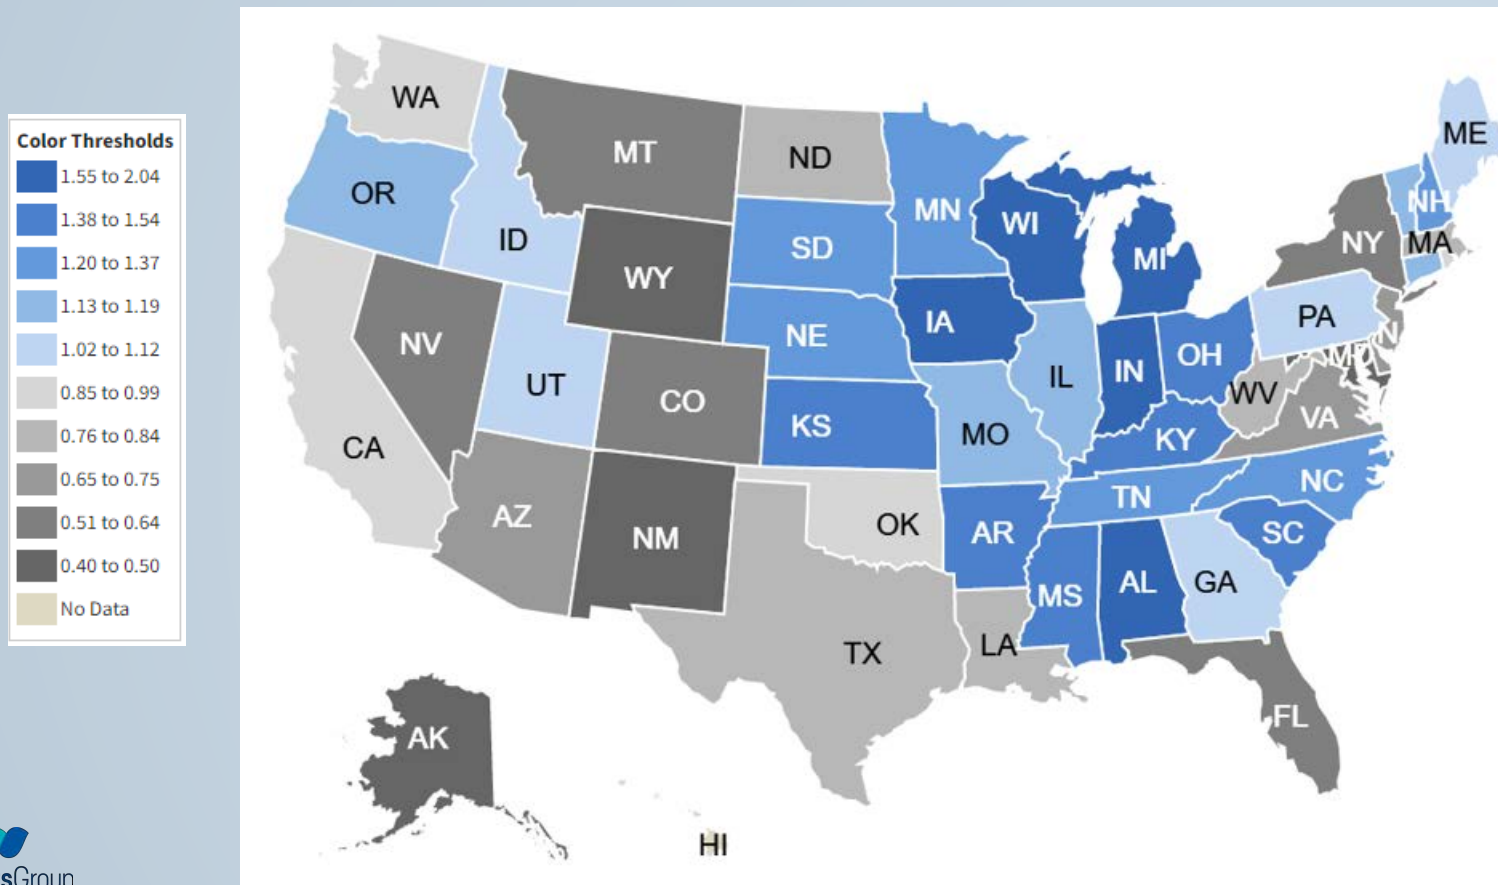 Color Thresholds
1.55 to 2.04
1.38 to 1.54
1.20 to 1.37
1.13 to 1.19
1.02 to 1.12
0.85 to 0.99
0.76 to 0.84
0.65 to 0.75
0.51 to 0.64
0.40 to 0.50
No Data
WA
OR
CA
ID
NV
UT
AZ
MT
WY
CO
NM
ND
SD
NE
KS
OK
TX
MN
IA
MO
AR
LA
WI
IL
MI
IN
OH
KY
TN
MS
AL
GA
FL
SC
NC
VA
WV
PA
NY
ME
NH
MA
AK
HI
sGroup